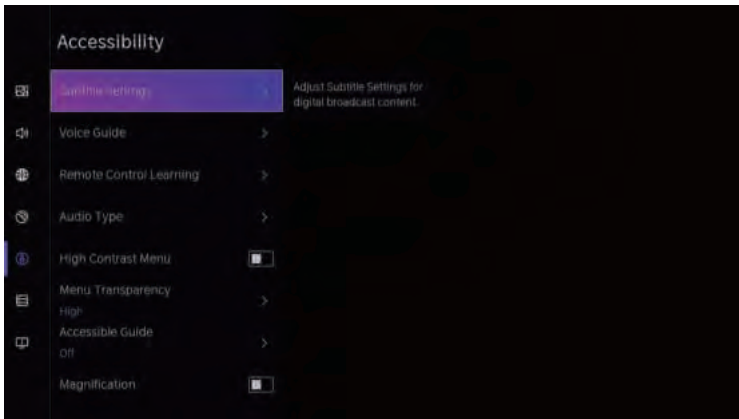 Accessibility
Subtitle Settings
Adjust Subtitle Settings for
digital broadcast content.
Voice Guide
Remote Control Learning
Audio Type
High Contrast Menu
Menu Transparency
High
Accessible Guide
Off
Magnification